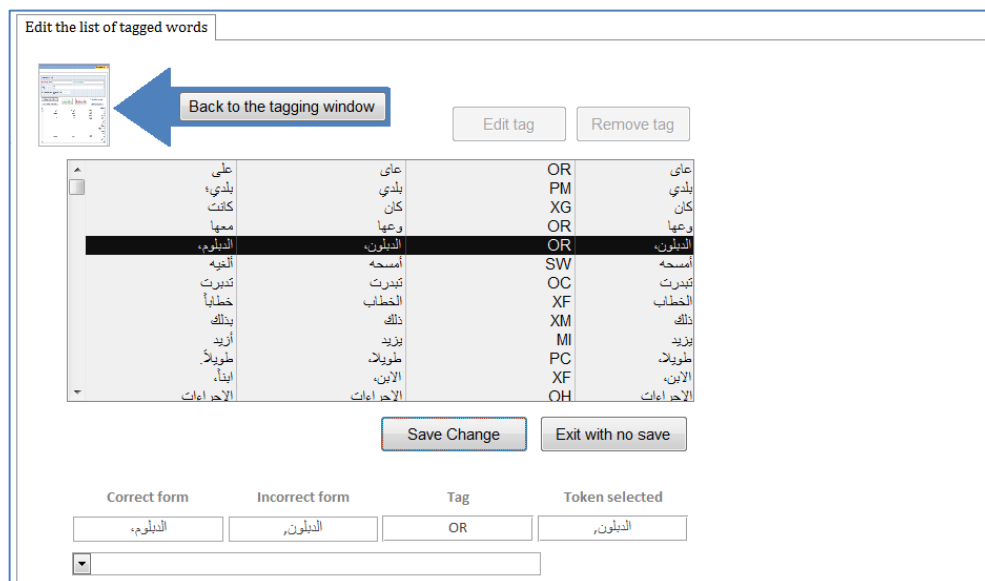 Edit the list of tagged words
Back to the tagging window
Edit tag Remove tag
على عاى OR عاى
بلدي؛ بلدي PM بلدي
كانت كان XG كان
معها وعها OR وعها
الدبلوم، الدبلون، OR الدبلون،
ألغيه أمسحه SW أمسحه
تدبرت تبدرت OC تبدرت
خطاباً الخطاب XF الخطاب
بذلك ذلك XM ذلك
أزيد يزيد MI يزيد
طويلاً. طويلا، PC طويلا،
ابناً، الابن، XF الابن،
الإجراءات الاجراءات OH الاجراءات
Save Change Exit with no save
Correct form Incorrect form Tag Token selected
الدبلوم، الدبلون, OR الدبلون,